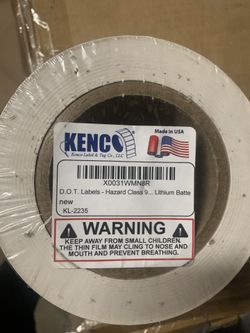 KENCO
Kenco Label & Tag Co., LLC
Made in USA
X0031WMN8R
D.O.T. Labels - Hazard Class 9... Lithium Batte
new
KL-2235
WARNING
KEEP AWAY FROM SMALL CHILDREN.
THE THIN FILM MAY CLING TO NOSE AND
MOUTH AND PREVENT BREATHING.